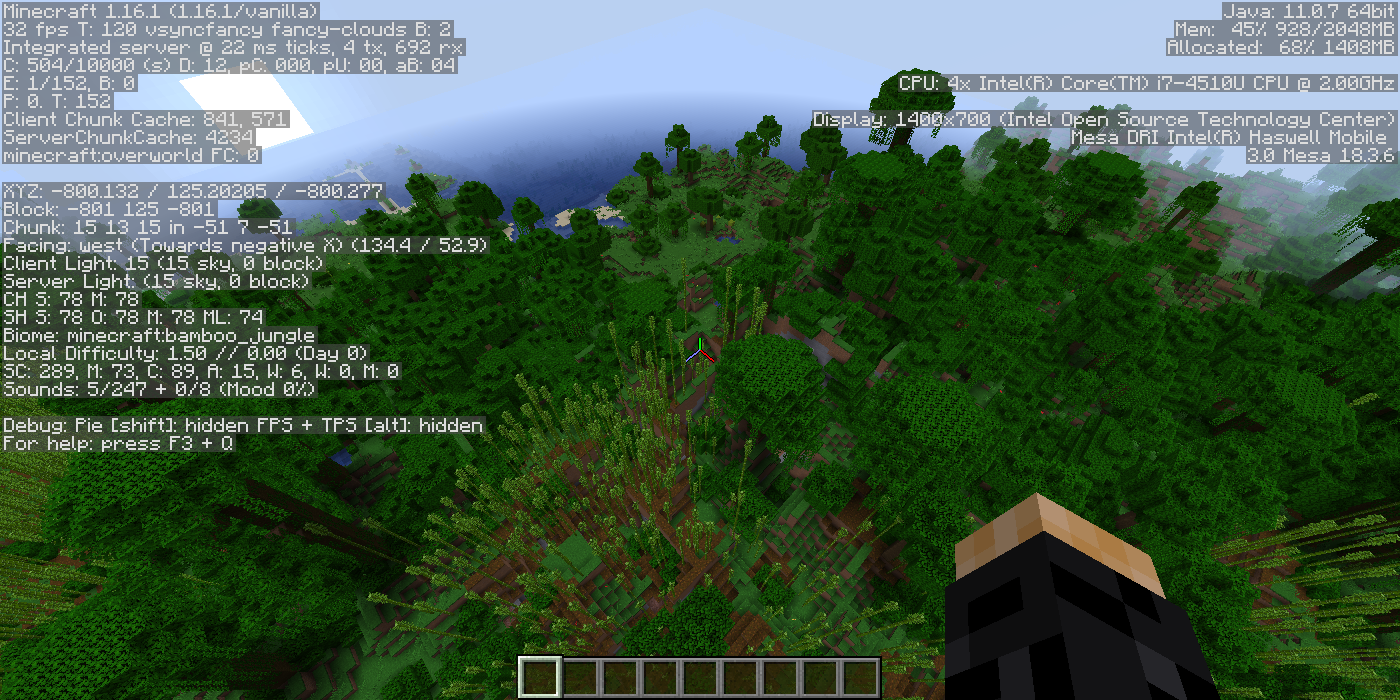 Minecraft 1.16.1 (1.16.1/vanilla)
32 fps T: 120 vsyncfancy fancy-clouds B: 2
Integrated server @ 22 ms ticks, 4 tx, 692 rx
C: 504/10000 (s) D: 12, pC: 000, pU: 00, aB: 04
E: 1/152, B: 0
P: 0. T: 152
Client Chunk Cache: 841, 571
ServerChunkCache: 4234
minecraft:overworld FC: 0
XYZ: -800.132 / 125.20205 / -800.277
Block: -801 125 -801
Chunk: 15 13 15 in -51 7 -51
Facing: west (Towards negative X) (134.4 / 52.9)
Client Light: 15 (15 sky, 0 block)
Server Light: (15 sky, 0 block)
CH S: 78 M: 78
SH S: 78 O: 78 M: 78 ML: 74
Biome: minecraft:bamboo_jungle
Local Difficulty: 1.50 // 0.00 (Day 0)
SC: 289, M: 73, C: 89, A: 15, W: 6, W: 0, M: 0
Sounds: 5/247 + 0/8 (Mood 0%)
Debug: Pie [shift]: hidden FPS + TPS [alt]: hidden
For help: press F3 + Q
Java: 11.0.7 64bit
Mem: 45% 928/2048MB
Allocated: 68% 1408MB
CPU: 4x Intel(R) Core(TM) i7-4510U CPU @ 2.00GHz
Display: 1400x700 (Intel Open Source Technology Center)
Mesa DRI Intel(R) Haswell Mobile
3.0 Mesa 18.3.6